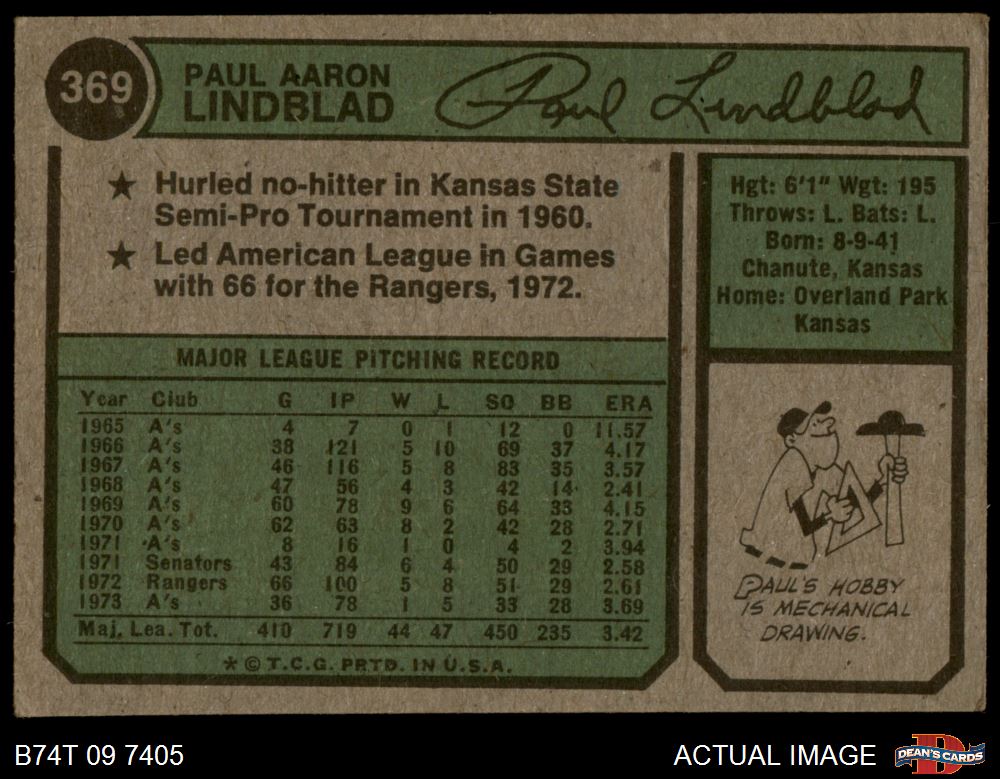 369
PAUL AARON
LINDBLAD
Paul Lindblad
★ Hurled no-hitter in Kansas State
Semi-Pro Tournament in 1960.
★ Led American League in Games
with 66 for the Rangers, 1972.
Hgt: 6'1" Wgt: 195
Throws: L. Bats: L.
Born: 8-9-41
Chanute, Kansas
Home: Overland Park
Kansas
MAJOR LEAGUE PITCHING RECORD
Year Club G IP W L SO BB ERA
1965 A's 4 7 0 1 12 0 11.57
1966 A's 38 121 5 10 69 37 4.17
1967 A's 46 116 5 8 83 35 3.57
1968 A's 47 56 4 3 42 14 2.41
1969 A's 60 78 9 6 64 33 4.15
1970 A's 62 63 8 2 42 28 2.71
1971 A's 8 16 1 0 4 2 3.94
1971 Senators 43 84 6 4 50 29 2.58
1972 Rangers 66 100 5 8 51 29 2.61
1973 A's 36 78 1 5 33 28 3.69
Maj. Lea. Tot. 410 719 44 47 450 235 3.42
* © T.C.G. PRTD. IN U.S.A.
PAUL'S HOBBY
IS MECHANICAL
DRAWING.
B74T 09 7405
ACTUAL IMAGE
DEAN'S CARDS